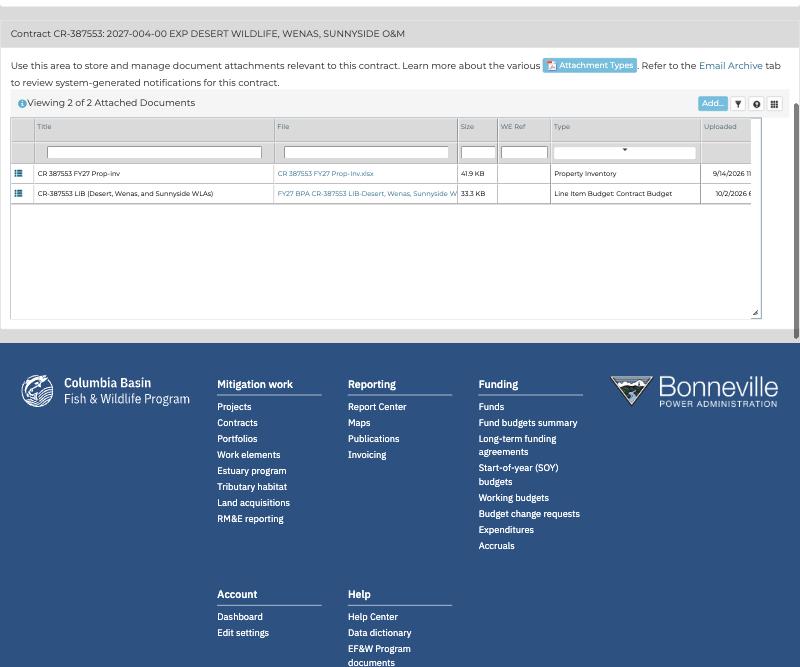 Contract CR-387553: 2027-004-00 EXP DESERT WILDLIFE, WENAS, SUNNYSIDE O&M
Use this area to store and manage document attachments relevant to this contract. Learn more about the various Attachment Types. Refer to the Email Archive tab
to review system-generated notifications for this contract.
Viewing 2 of 2 Attached Documents
Add...
Title File Size WE Ref Type Uploaded
CR 387553 FY27 Prop-Inv CR 387553 FY27 Prop-Inv.xlsx 41.9 KB Property Inventory 9/14/2026 11
CR-387553 LIB (Desert, Wenas, and Sunnyside WLAs) FY27 BPA CR-387553-LIB-Desert, Wenas, Sunnyside W 33.3 KB Line Item Budget: Contract Budget 10/2/2026 6
Columbia Basin
Fish & Wildlife Program
Mitigation work
Projects
Contracts
Portfolios
Work elements
Estuary program
Tributary habitat
Land acquisitions
RM&E reporting
Reporting
Report Center
Maps
Publications
Invoicing
Funding
Funds
Fund budgets summary
Long-term funding
agreements
Start-of-year (SOY)
budgets
Working budgets
Budget change requests
Expenditures
Accruals
Bonneville
POWER ADMINISTRATION
Account
Dashboard
Edit settings
Help
Help Center
Data dictionary
EF&W Program
documents